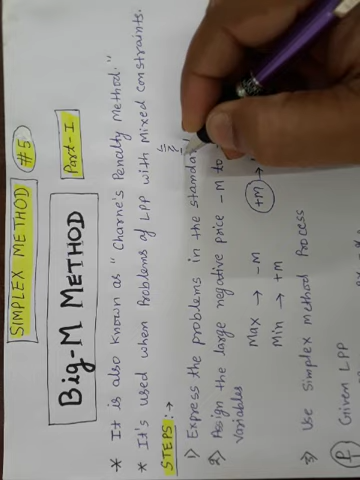 SIMPLEX METHOD #5
Big-M METHOD Part-I
* It is also known as "Charne's Penalty Method."
* It's used when Problems of LPP with Mixed Constraints.
STEPS :→
1) Express the problems in the standar
2) Assign the large negative price - M to
variables
Max → -M
Min → +M
+M →
3) Use Simplex method Process
P Given LPP